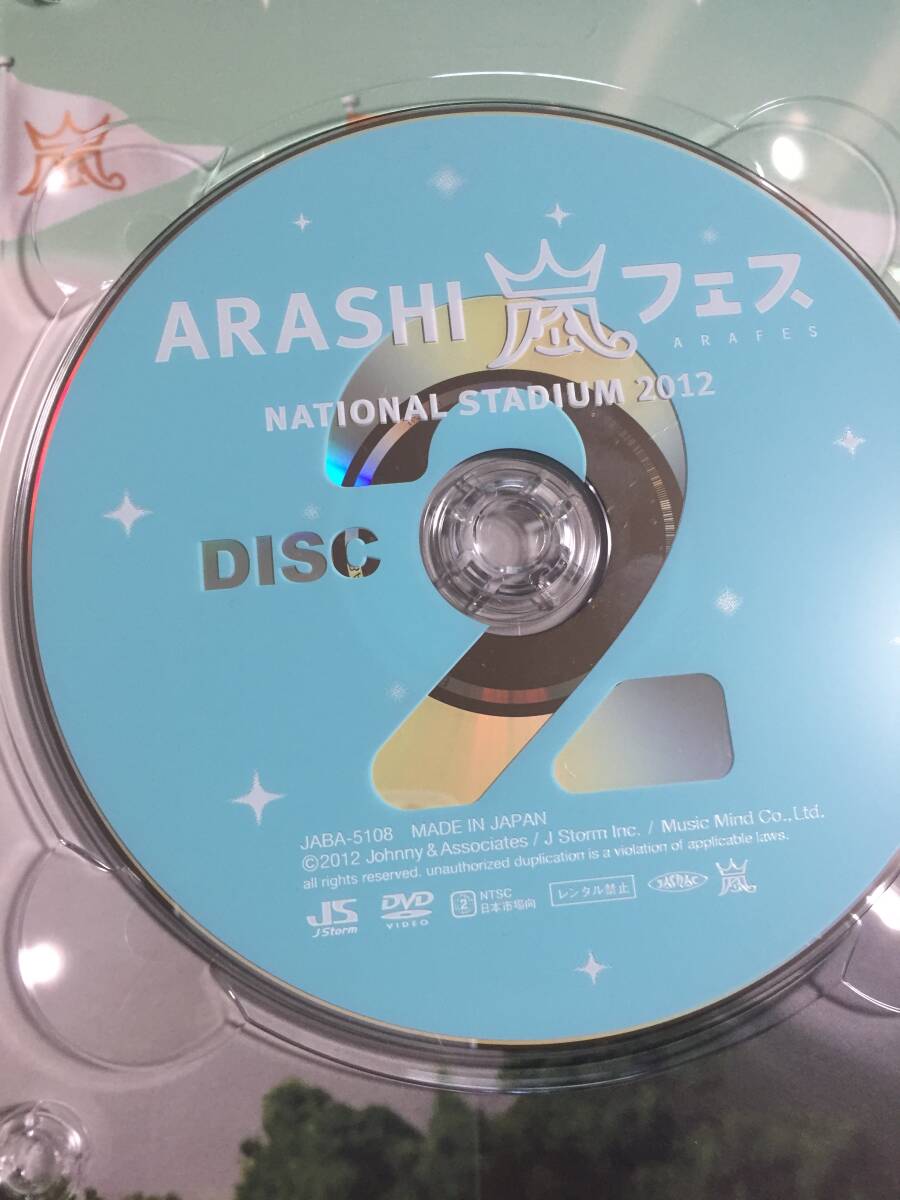 嵐
ARASHI 嵐フェス
ARAFES
NATIONAL STADIUM 2012
DISC 2
JABA-5108 MADE IN JAPAN
©2012 Johnny & Associates / J Storm Inc. / Music Mind Co.,Ltd.
all rights reserved. unauthorized duplication is a violation of applicable laws.
JS J Storm DVD VIDEO 2 NTSC 日本市場向 レンタル禁止 JASRAC 嵐